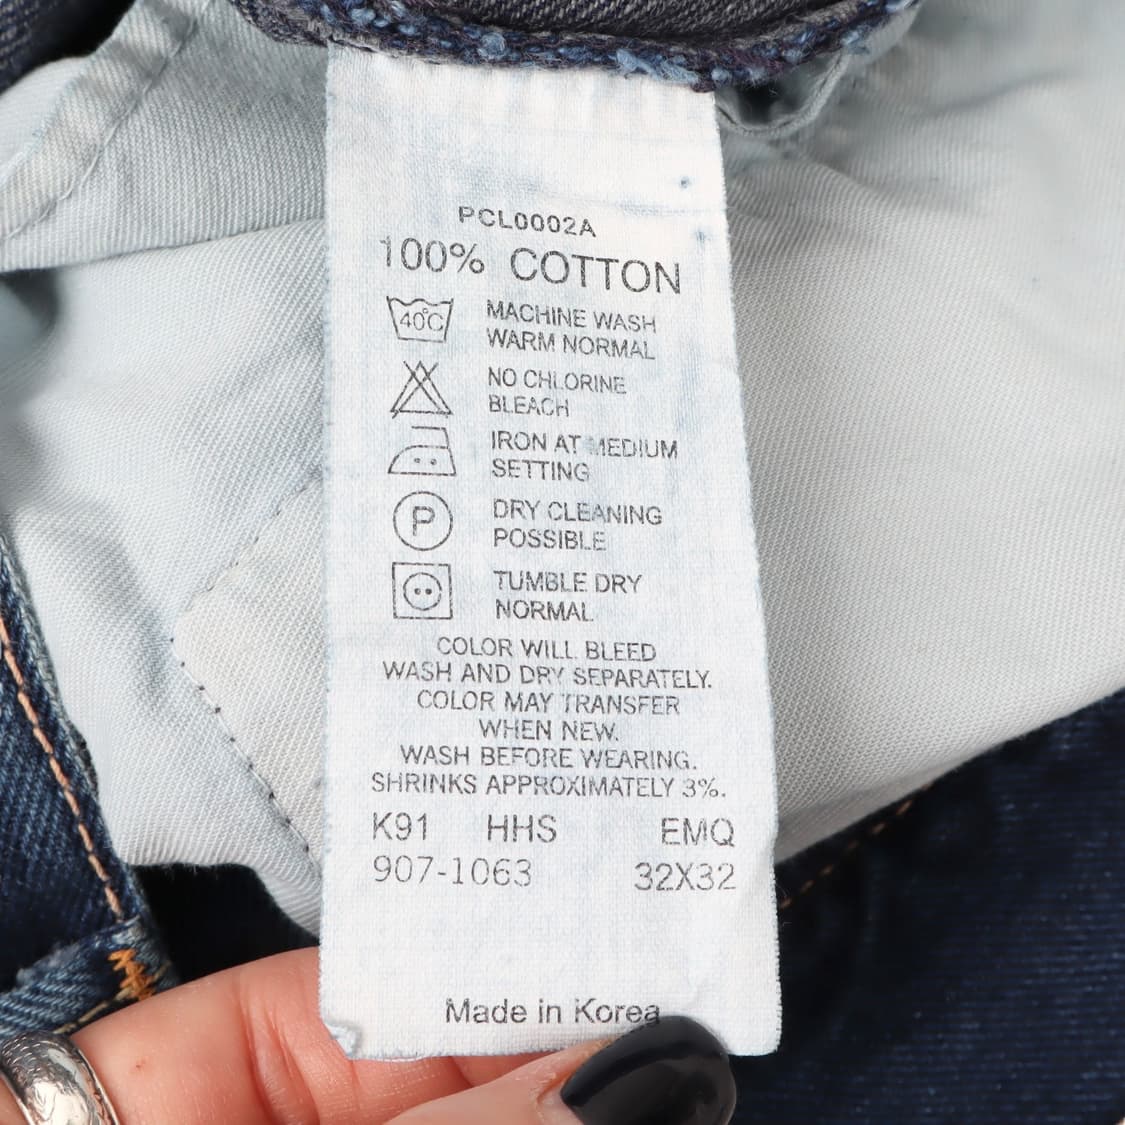 PCL0002A
100% COTTON
40°C MACHINE WASH
WARM NORMAL
NO CHLORINE
BLEACH
IRON AT MEDIUM
SETTING
P DRY CLEANING
POSSIBLE
TUMBLE DRY
NORMAL
COLOR WILL BLEED
WASH AND DRY SEPARATELY.
COLOR MAY TRANSFER
WHEN NEW.
WASH BEFORE WEARING.
SHRINKS APPROXIMATELY 3%.
K91 HHS EMQ
907-1063 32X32
Made in Korea